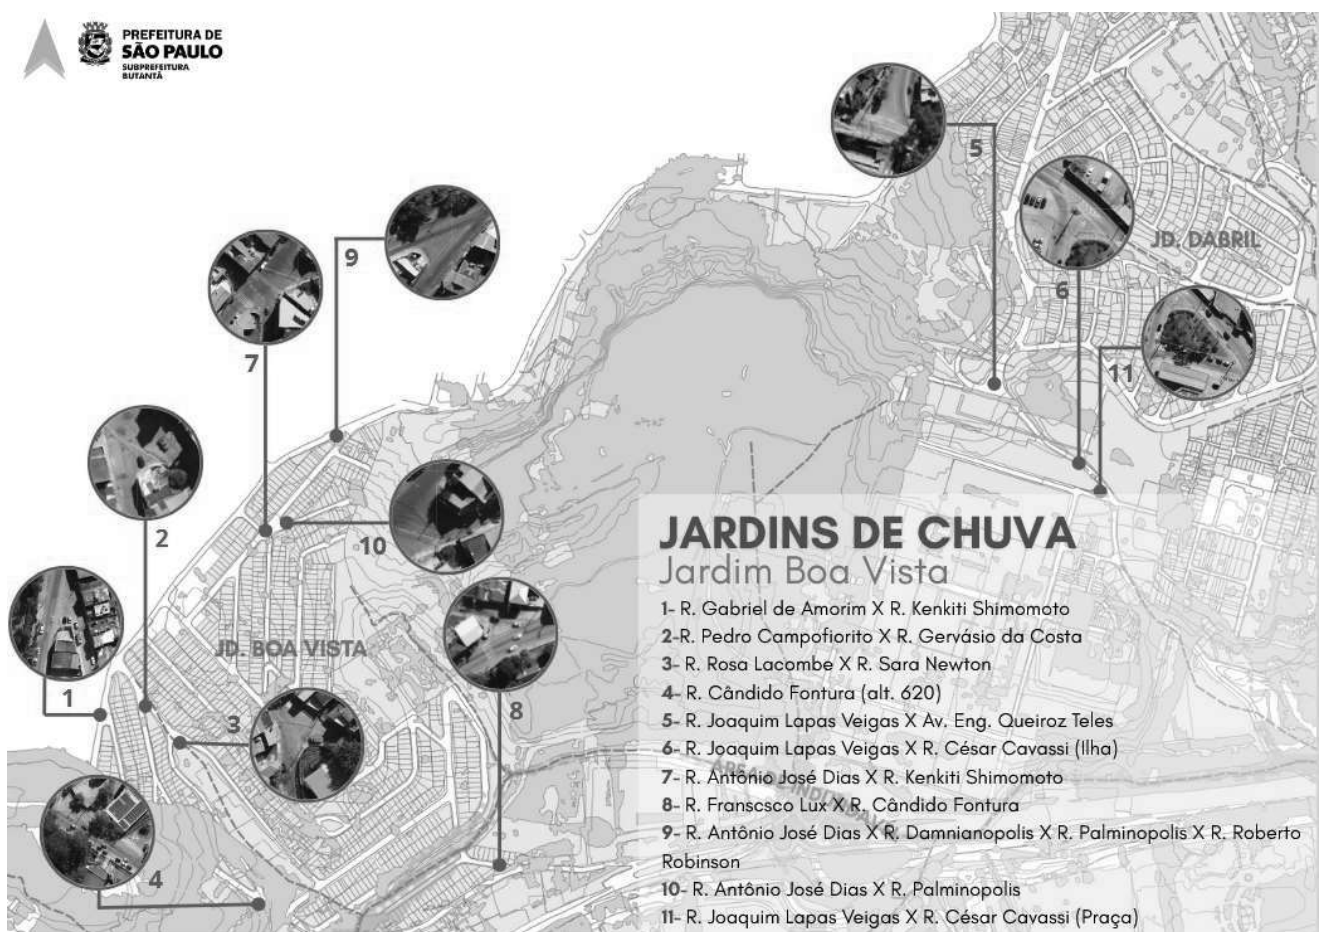 PREFEITURA DE
SÃO PAULO
SUBPREFEITURA
BUTANTÃ
5
JD. DABRIL
9
6
7
11
2
10
JARDINS DE CHUVA
Jardim Boa Vista
1- R. Gabriel de Amorim X R. Kenkiti Shimomoto
2-R. Pedro Campofiorito X R. Gervásio da Costa
JD. BOA VISTA
3- R. Rosa Lacombe X R. Sara Newton
1
4- R. Cândido Fontura (alt. 620)
8
3
5- R. Joaquim Lapas Veigas X Av. Eng. Queiroz Teles
6- R. Joaquim Lapas Veigas X R. César Cavassi (Ilha)
7- R. Antônio José Dias X R. Kenkiti Shimomoto
8- R. Franscsco Lux X R. Cândido Fontura
9- R. Antônio José Dias X R. Damnianopolis X R. Palminopolis X R. Roberto
Robinson
4
10- R. Antônio José Dias X R. Palminopolis
11- R. Joaquim Lapas Veigas X R. César Cavassi (Praça)